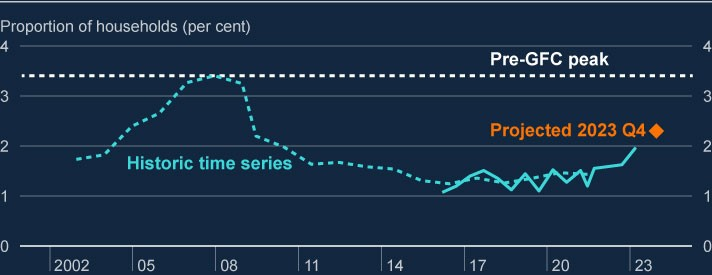 Proportion of households (per cent)
4 4
Pre-GFC peak
3 3
Projected 2023 Q4
2 2
Historic time series
1 1
0 0
2002 05 08 11 14 17 20 23